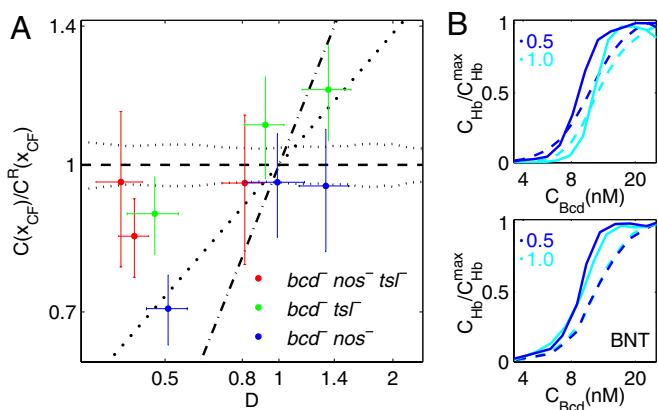 A
1.4
1
0.7
C(x_CF)/C^R(x_CF)
0.5 0.8 1 1.4 2
D
bcd⁻ nos⁻ tsl⁻
bcd⁻ tsl⁻
bcd⁻ nos⁻
B
1
0.5
0
C_Hb/C_Hb^max
0.5
1.0
4 8 20
C_Bcd(nM)
1
0.5
0
C_Hb/C_Hb^max
0.5
1.0
BNT
4 8 20
C_Bcd(nM)